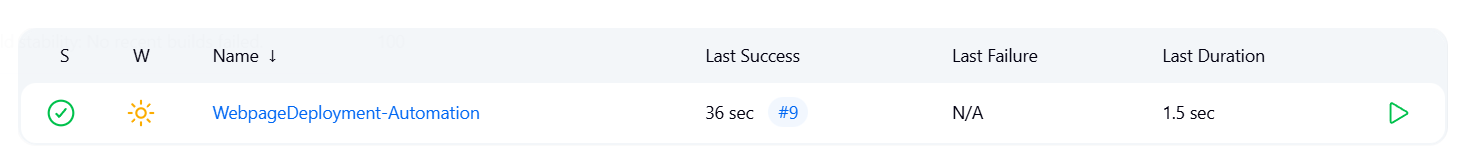 S W Name ↓ Last Success Last Failure Last Duration
WebpageDeployment-Automation 36 sec #9 N/A 1.5 sec